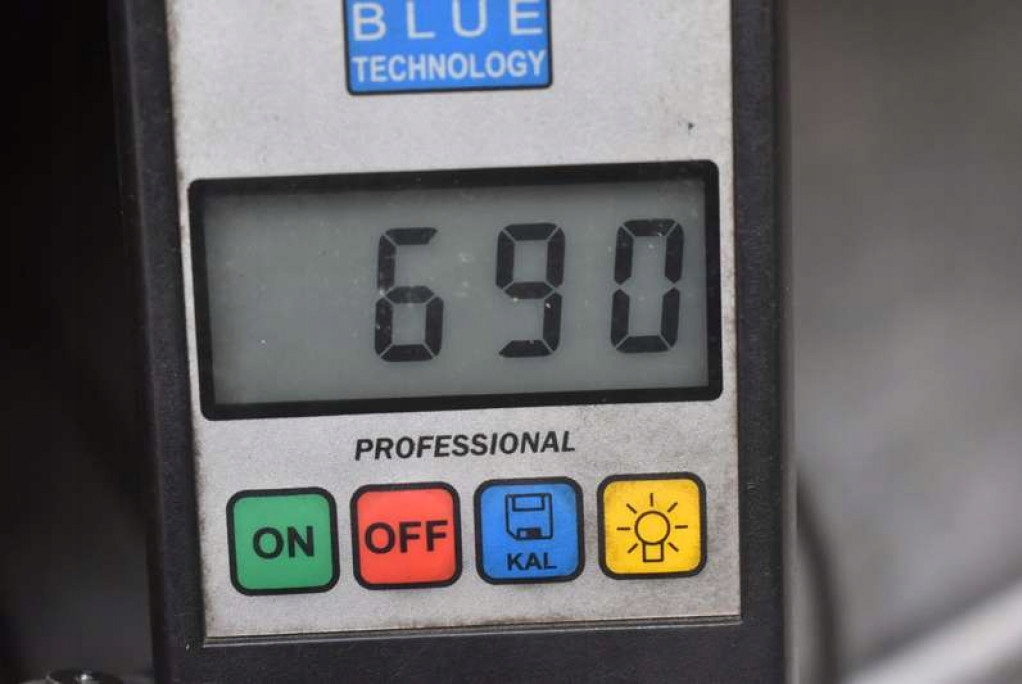 BLUE
TECHNOLOGY
690
PROFESSIONAL
ON OFF KAL